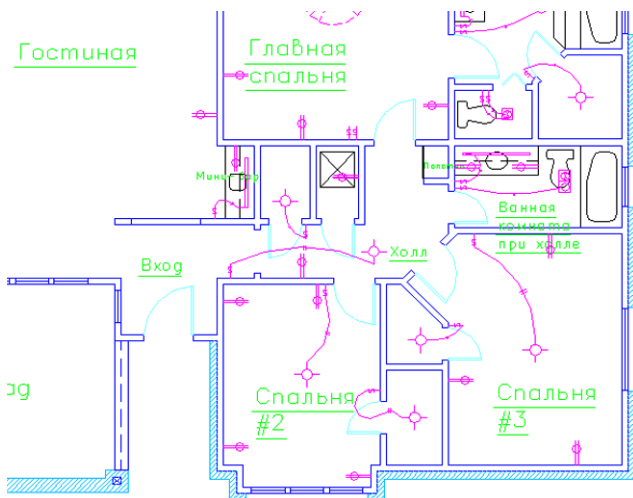 Гостиная
Главная
спальня
Мини-бар
Ванная
комната
при холле
Холл
Вход
Спальня
#2
Спальня
#3